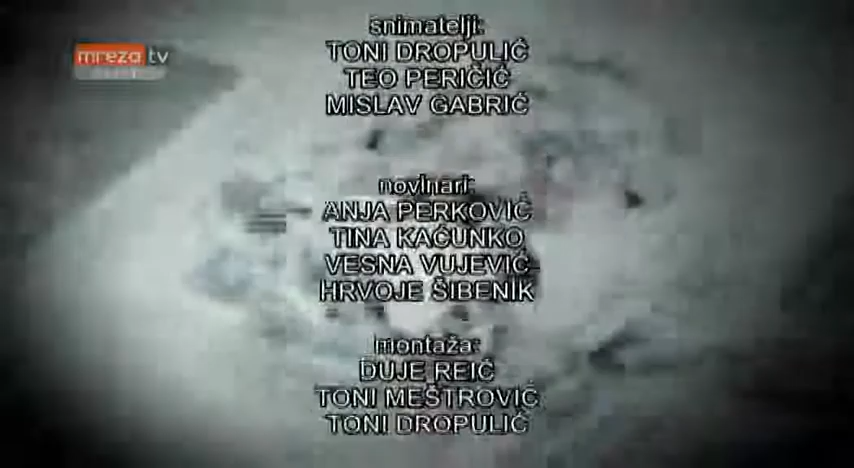 mreza tv
snimatelji:
TONI DROPULIĆ
TEO PERIČIĆ
MISLAV GABRIĆ
novinari:
ANJA PERKOVIĆ
TINA KAĆUNKO
VESNA VUJEVIĆ
HRVOJE ŠIBENIK
montaža:
DUJE REIĆ
TONI MEŠTROVIĆ
TONI DROPULIĆ